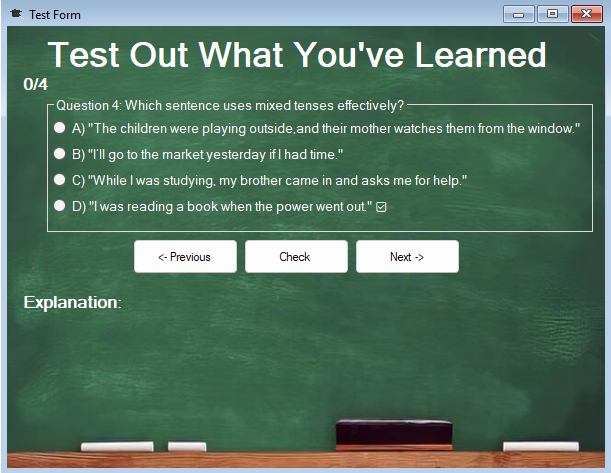 Test Form
Test Out What You've Learned
0/4
Question 4: Which sentence uses mixed tenses effectively?
A) "The children were playing outside,and their mother watches them from the window."
B) "I'll go to the market yesterday if I had time."
C) "While I was studying, my brother came in and asks me for help."
D) "I was reading a book when the power went out." ☑
<- Previous
Check
Next ->
Explanation: